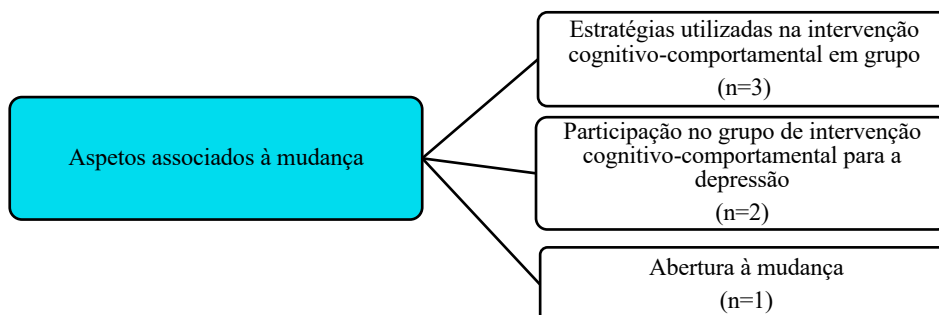 Aspetos associados à mudança
Estratégias utilizadas na intervenção
cognitivo-comportamental em grupo
(n=3)
Participação no grupo de intervenção
cognitivo-comportamental para a
depressão
(n=2)
Abertura à mudança
(n=1)